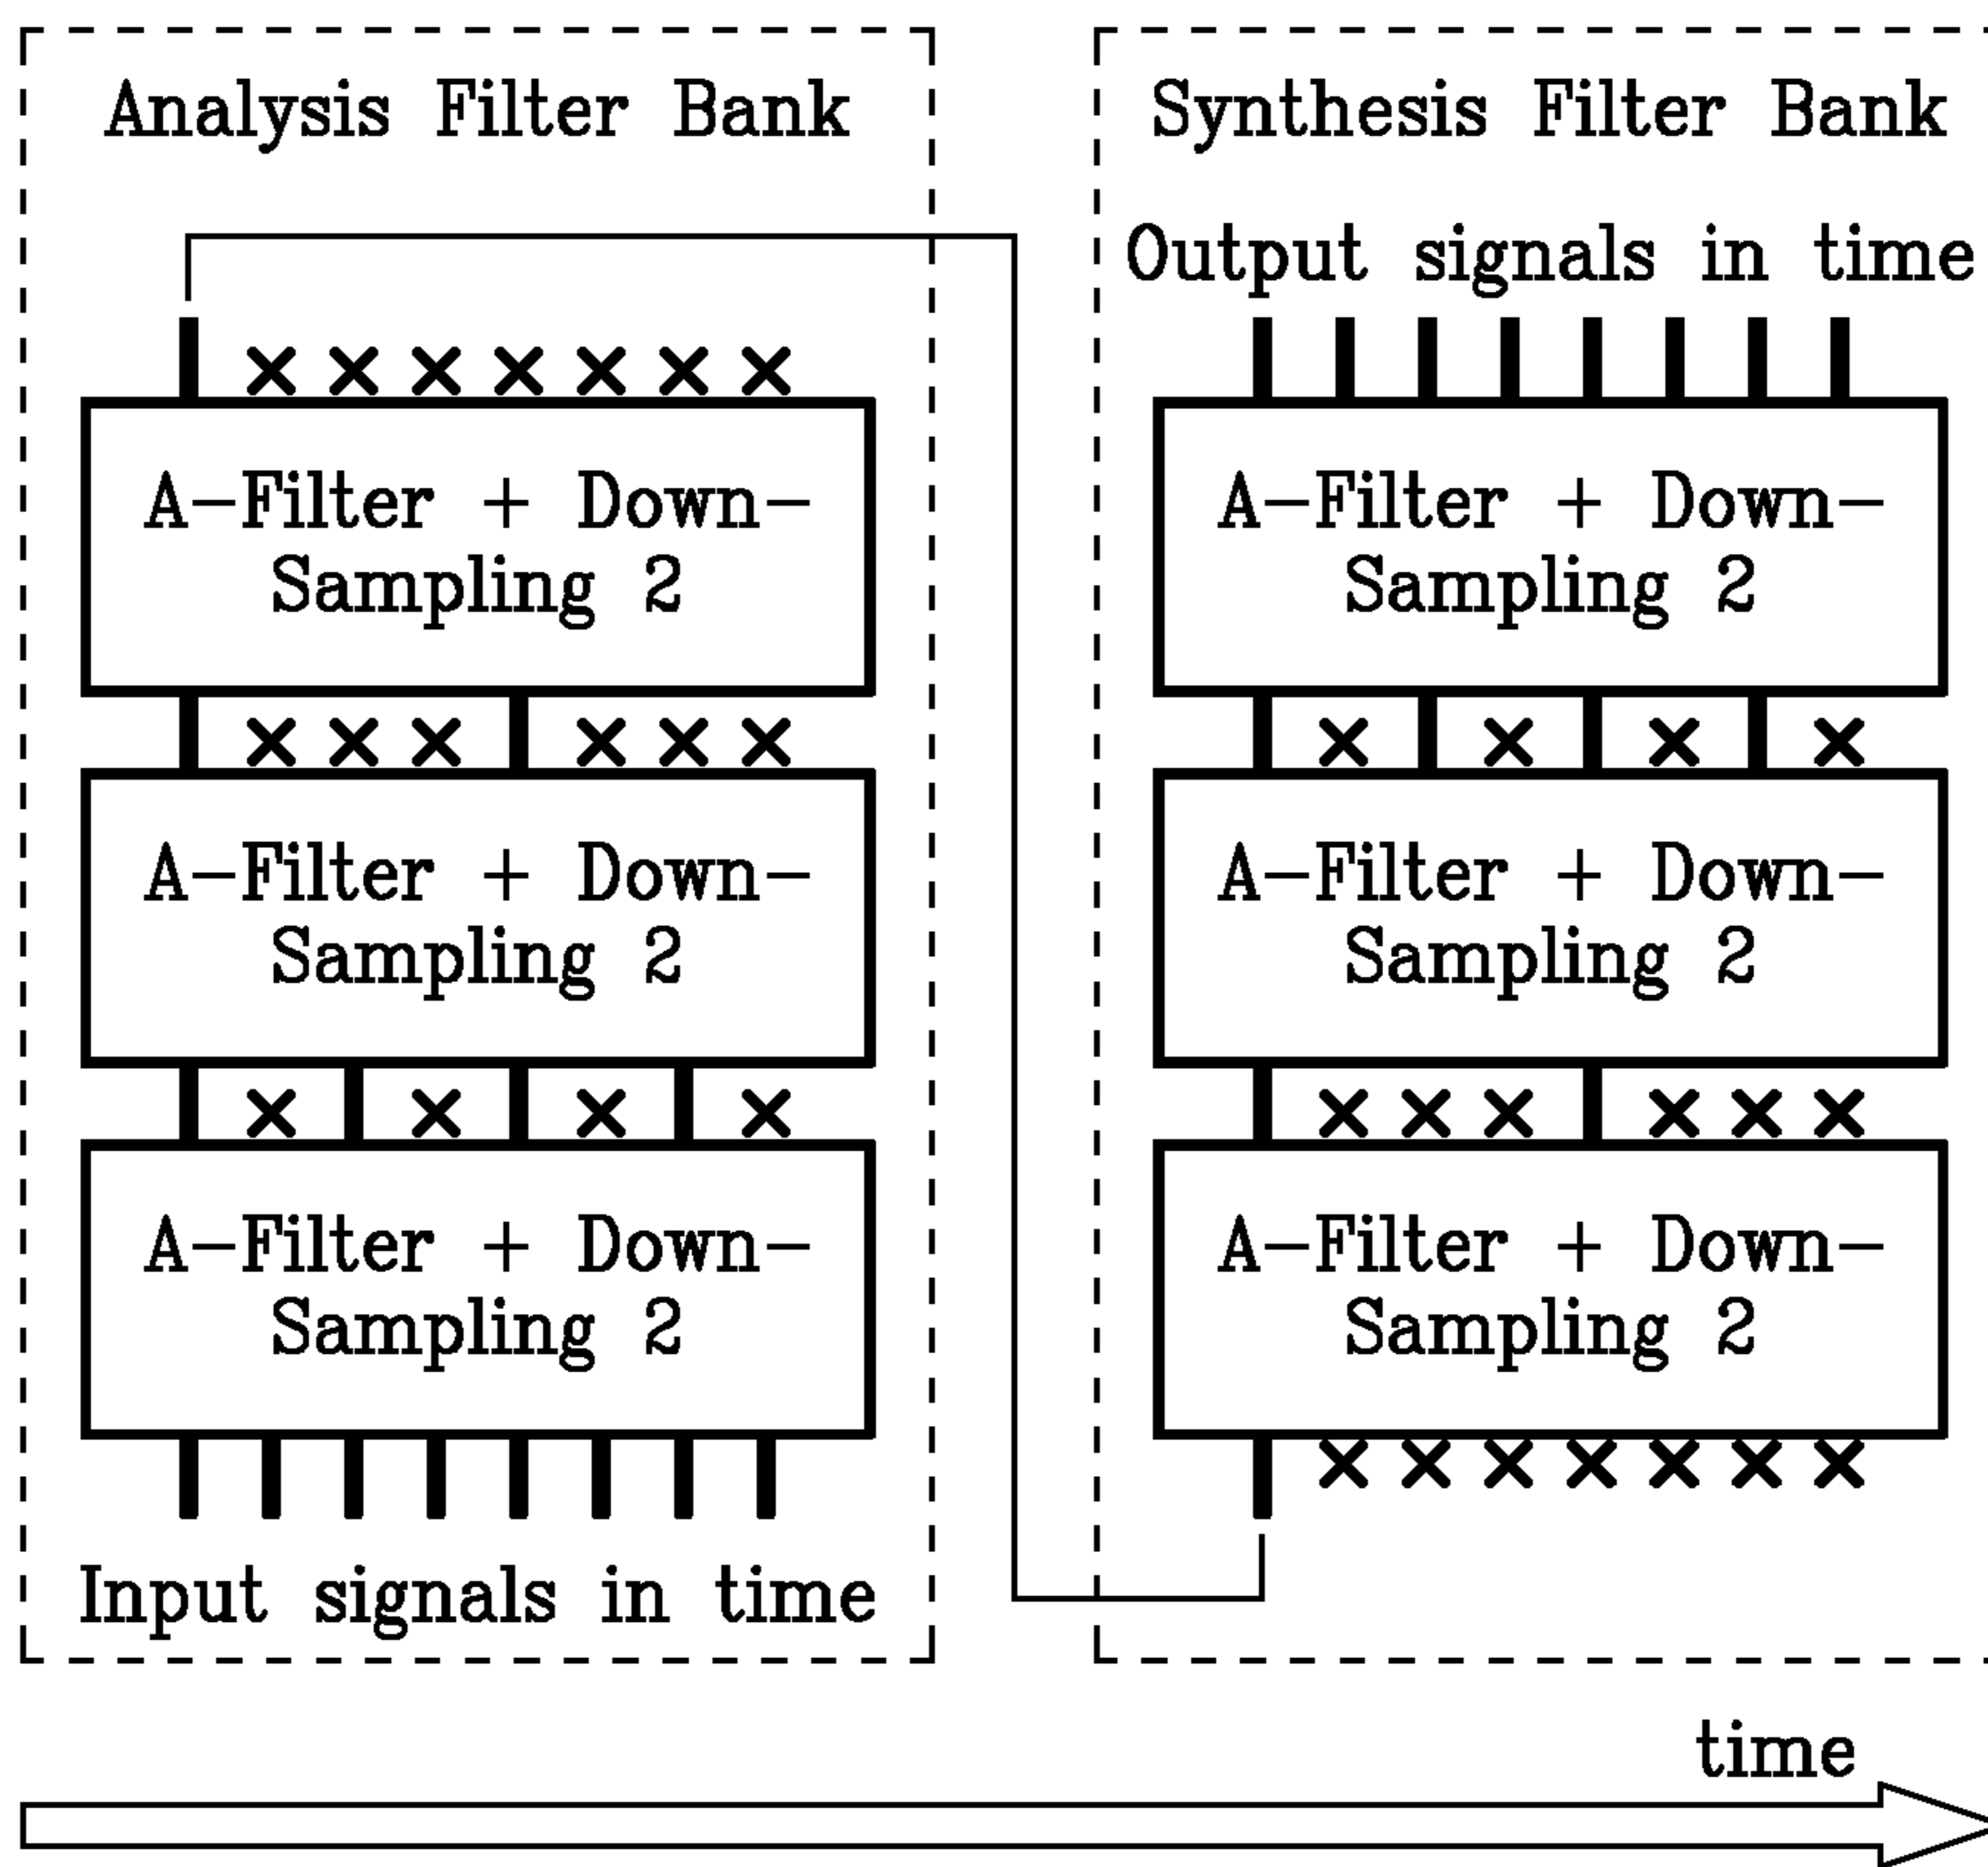 Analysis Filter Bank
A-Filter + Down-
Sampling 2
A-Filter + Down-
Sampling 2
A-Filter + Down-
Sampling 2
Input signals in time
Synthesis Filter Bank
Output signals in time
A-Filter + Down-
Sampling 2
A-Filter + Down-
Sampling 2
A-Filter + Down-
Sampling 2
time